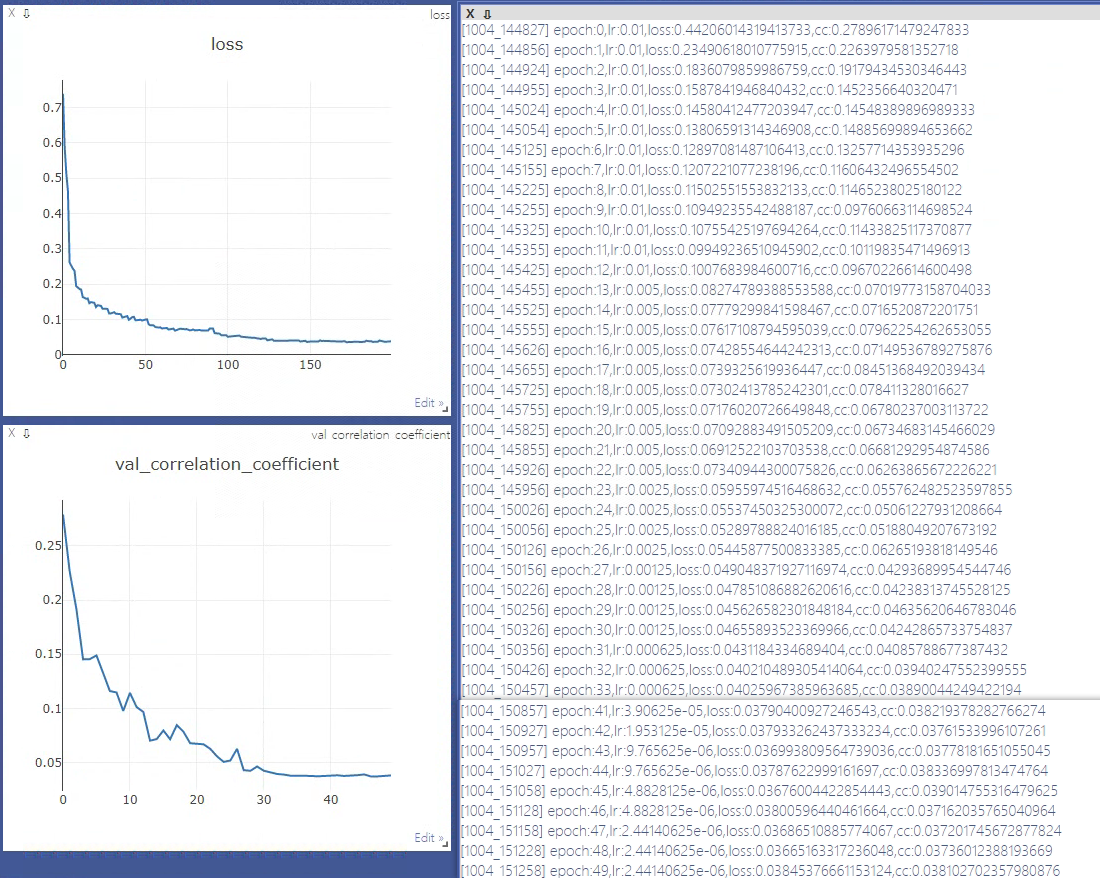 X ⇩ loss
loss
0.7
0.6
0.5
0.4
0.3
0.2
0.1
0
0 50 100 150
Edit »
X ⇩ val correlation coefficient
val_correlation_coefficient
0.25
0.2
0.15
0.1
0.05
0 10 20 30 40
Edit »
X ⇩
[1004_144827] epoch:0,lr:0.01,loss:0.44206014319413733,cc:0.27896171479247833
[1004_144856] epoch:1,lr:0.01,loss:0.23490618010775915,cc:0.2263979581352718
[1004_144924] epoch:2,lr:0.01,loss:0.1836079859986759,cc:0.19179434530346443
[1004_144955] epoch:3,lr:0.01,loss:0.1587841946840432,cc:0.1452356640320471
[1004_145024] epoch:4,lr:0.01,loss:0.14580412477203947,cc:0.14548389896989333
[1004_145054] epoch:5,lr:0.01,loss:0.13806591314346908,cc:0.14885699894653662
[1004_145125] epoch:6,lr:0.01,loss:0.12897081487106413,cc:0.13257714353935296
[1004_145155] epoch:7,lr:0.01,loss:0.1207221077238196,cc:0.11606432496554502
[1004_145225] epoch:8,lr:0.01,loss:0.11502551553832133,cc:0.11465238025180122
[1004_145255] epoch:9,lr:0.01,loss:0.10949235542488187,cc:0.09760663114698524
[1004_145325] epoch:10,lr:0.01,loss:0.10755425197694264,cc:0.11433825117370877
[1004_145355] epoch:11,lr:0.01,loss:0.09949236510945902,cc:0.10119835471496913
[1004_145425] epoch:12,lr:0.01,loss:0.1007683984600716,cc:0.09670226614600498
[1004_145455] epoch:13,lr:0.005,loss:0.08274789388553588,cc:0.07019773158704033
[1004_145525] epoch:14,lr:0.005,loss:0.07779299841598467,cc:0.0716520872201751
[1004_145555] epoch:15,lr:0.005,loss:0.07617108794595039,cc:0.07962254262653055
[1004_145626] epoch:16,lr:0.005,loss:0.07428554644242313,cc:0.07149536789275876
[1004_145655] epoch:17,lr:0.005,loss:0.0739325619936447,cc:0.08451368492039434
[1004_145725] epoch:18,lr:0.005,loss:0.07302413785242301,cc:0.078411328016627
[1004_145755] epoch:19,lr:0.005,loss:0.07176020726649848,cc:0.06780237003113722
[1004_145825] epoch:20,lr:0.005,loss:0.07092883491505209,cc:0.06734683145466029
[1004_145855] epoch:21,lr:0.005,loss:0.06912522103703538,cc:0.06681292954874586
[1004_145926] epoch:22,lr:0.005,loss:0.07340944300075826,cc:0.06263865672226221
[1004_145956] epoch:23,lr:0.0025,loss:0.05955974516468632,cc:0.055762482523597855
[1004_150026] epoch:24,lr:0.0025,loss:0.05537450325300072,cc:0.05061227931208664
[1004_150056] epoch:25,lr:0.0025,loss:0.05289788824016185,cc:0.05188049207673192
[1004_150126] epoch:26,lr:0.0025,loss:0.05445877500833385,cc:0.06265193818149546
[1004_150156] epoch:27,lr:0.00125,loss:0.049048371927116974,cc:0.04293689954544746
[1004_150226] epoch:28,lr:0.00125,loss:0.047851086882620616,cc:0.04238313745528125
[1004_150256] epoch:29,lr:0.00125,loss:0.045626582301848184,cc:0.04635620646783046
[1004_150326] epoch:30,lr:0.00125,loss:0.04655893523369966,cc:0.04242865733754837
[1004_150356] epoch:31,lr:0.000625,loss:0.0431184334689404,cc:0.04085788677387432
[1004_150426] epoch:32,lr:0.000625,loss:0.040210489305414064,cc:0.03940247552399555
[1004_150457] epoch:33,lr:0.000625,loss:0.04025967385963685,cc:0.03890044249422194
[1004_150857] epoch:41,lr:3.90625e-05,loss:0.03790400927246543,cc:0.038219378282766274
[1004_150927] epoch:42,lr:1.953125e-05,loss:0.037933262437333234,cc:0.03761533996107261
[1004_150957] epoch:43,lr:9.765625e-06,loss:0.036993809564739036,cc:0.03778181651055045
[1004_151027] epoch:44,lr:9.765625e-06,loss:0.03787622999161697,cc:0.038336997813474764
[1004_151058] epoch:45,lr:4.8828125e-06,loss:0.03676004422854443,cc:0.039014755316479625
[1004_151128] epoch:46,lr:4.8828125e-06,loss:0.03800596440461664,cc:0.037162035765040964
[1004_151158] epoch:47,lr:2.44140625e-06,loss:0.03686510885774067,cc:0.037201745672877824
[1004_151228] epoch:48,lr:2.44140625e-06,loss:0.03665163317236048,cc:0.03736012388193669
[1004_151258] epoch:49,lr:2.44140625e-06,loss:0.03845376661153124,cc:0.038102702357980876